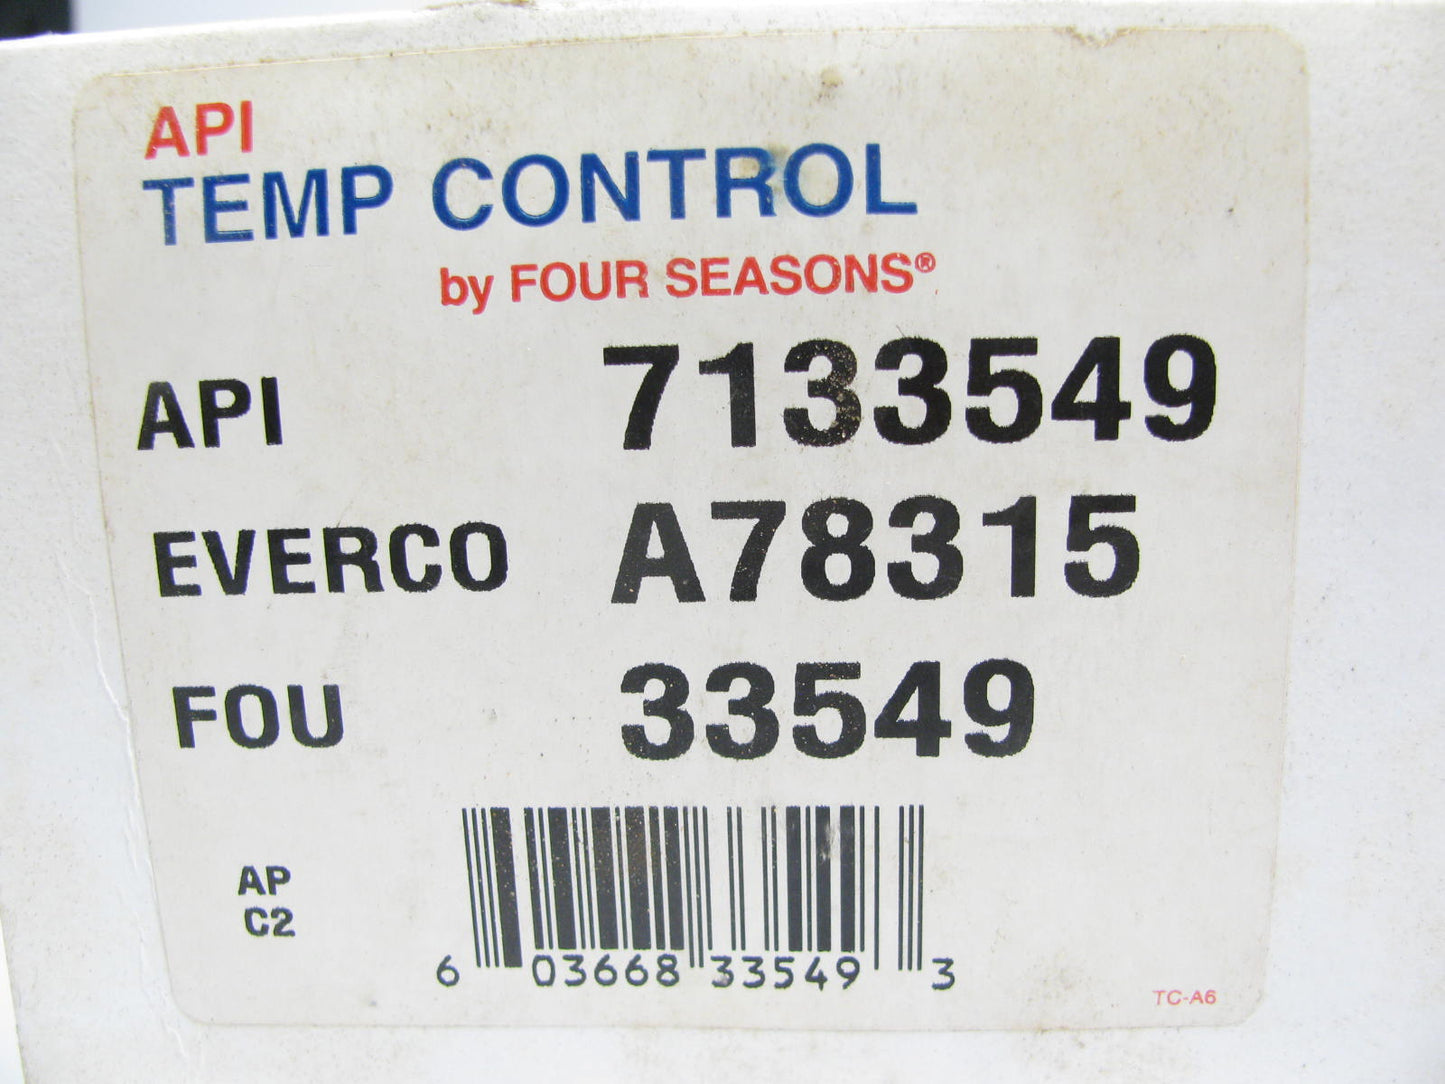 API
TEMP CONTROL
by FOUR SEASONS®
API 7133549
EVERCO A78315
FOU 33549
AP
C2
6 03668 33549 3
TC-A6